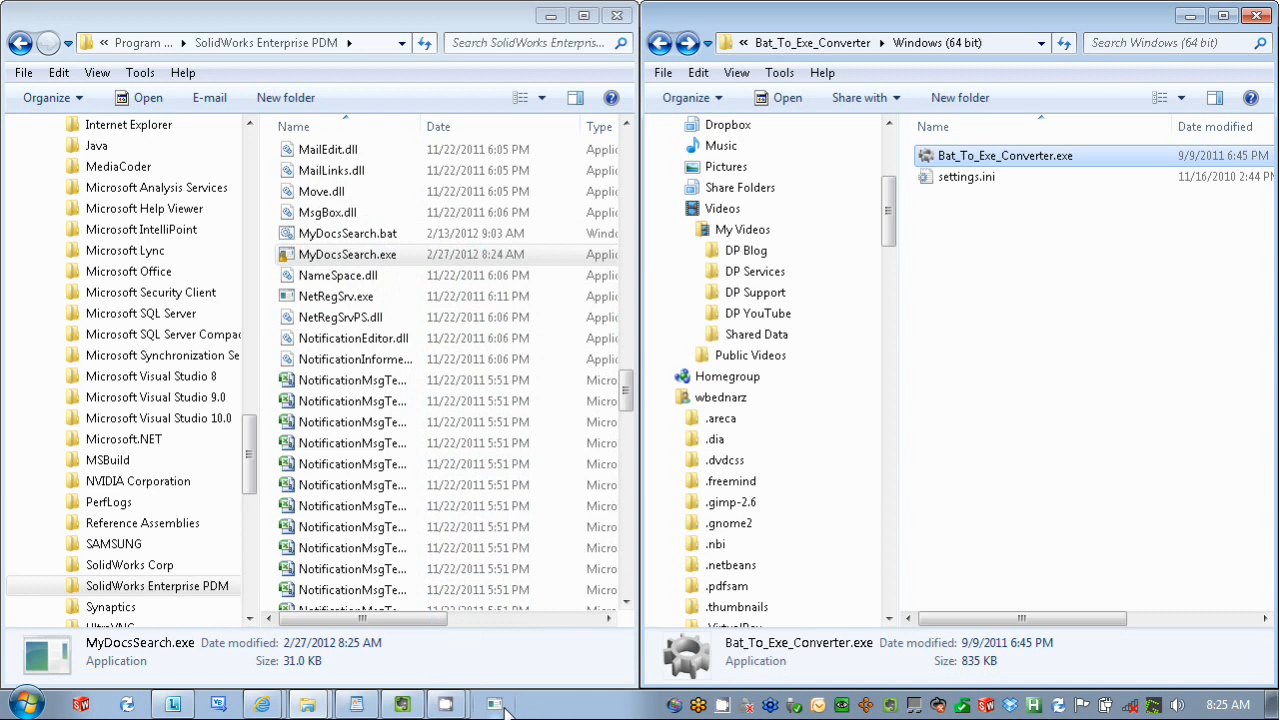 « Program ... ▸ SolidWorks Enterprise PDM ▸
Search SolidWorks Enterpris...
File Edit View Tools Help
Organize Open E-mail New folder
Internet Explorer
Java
MediaCoder
Microsoft Analysis Services
Microsoft Help Viewer
Microsoft IntelliPoint
Microsoft Lync
Microsoft Office
Microsoft Security Client
Microsoft SQL Server
Microsoft SQL Server Compac
Microsoft Synchronization Se
Microsoft Visual Studio 8
Microsoft Visual Studio 9.0
Microsoft Visual Studio 10.0
Microsoft.NET
MSBuild
NVIDIA Corporation
PerfLogs
Reference Assemblies
SAMSUNG
SolidWorks Corp
SolidWorks Enterprise PDM
Synaptics
UltraVNC
Name Date Type
MailEdit.dll 11/22/2011 6:05 PM Applic
MailLinks.dll 11/22/2011 6:05 PM Applic
Move.dll 11/22/2011 6:05 PM Applic
MsgBox.dll 11/22/2011 6:06 PM Applic
MyDocsSearch.bat 2/13/2012 9:03 AM Windo
MyDocsSearch.exe 2/27/2012 8:24 AM Applic
NameSpace.dll 11/22/2011 6:06 PM Applic
NetRegSrv.exe 11/22/2011 6:11 PM Applic
NetRegSrvPS.dll 11/22/2011 6:06 PM Applic
NotificationEditor.dll 11/22/2011 6:06 PM Applic
NotificationInforme... 11/22/2011 6:06 PM Applic
NotificationMsgTe... 11/22/2011 5:51 PM Micro
NotificationMsgTe... 11/22/2011 5:51 PM Micro
NotificationMsgTe... 11/22/2011 5:51 PM Micro
NotificationMsgTe... 11/22/2011 5:51 PM Micro
NotificationMsgTe... 11/22/2011 5:51 PM Micro
NotificationMsgTe... 11/22/2011 5:51 PM Micro
NotificationMsgTe... 11/22/2011 5:51 PM Micro
NotificationMsgTe... 11/22/2011 5:51 PM Micro
NotificationMsgTe... 11/22/2011 5:51 PM Micro
NotificationMsgTe... 11/22/2011 5:51 PM Micro
NotificationMsgTe... 11/22/2011 5:51 PM Micro
NotificationMsgTe... 11/22/2011 5:51 PM Micro
MyDocsSearch.exe Date modified: 2/27/2012 8:25 AM
Application Size: 31.0 KB
« Bat_To_Exe_Converter ▸ Windows (64 bit)
Search Windows (64 bit)
File Edit View Tools Help
Organize Open Share with New folder
Dropbox
Music
Pictures
Share Folders
Videos
My Videos
DP Blog
DP Services
DP Support
DP YouTube
Shared Data
Public Videos
Homegroup
wbednarz
.areca
.dia
.dvdcss
.freemind
.gimp-2.6
.gnome2
.nbi
.netbeans
.pdfsam
.thumbnails
.VirtualBox
Name Date modified
Bat_To_Exe_Converter.exe 9/9/2011 6:45 PM
settings.ini 11/16/2010 2:44 PM
Bat_To_Exe_Converter.exe Date modified: 9/9/2011 6:45 PM
Application Size: 835 KB
8:25 AM